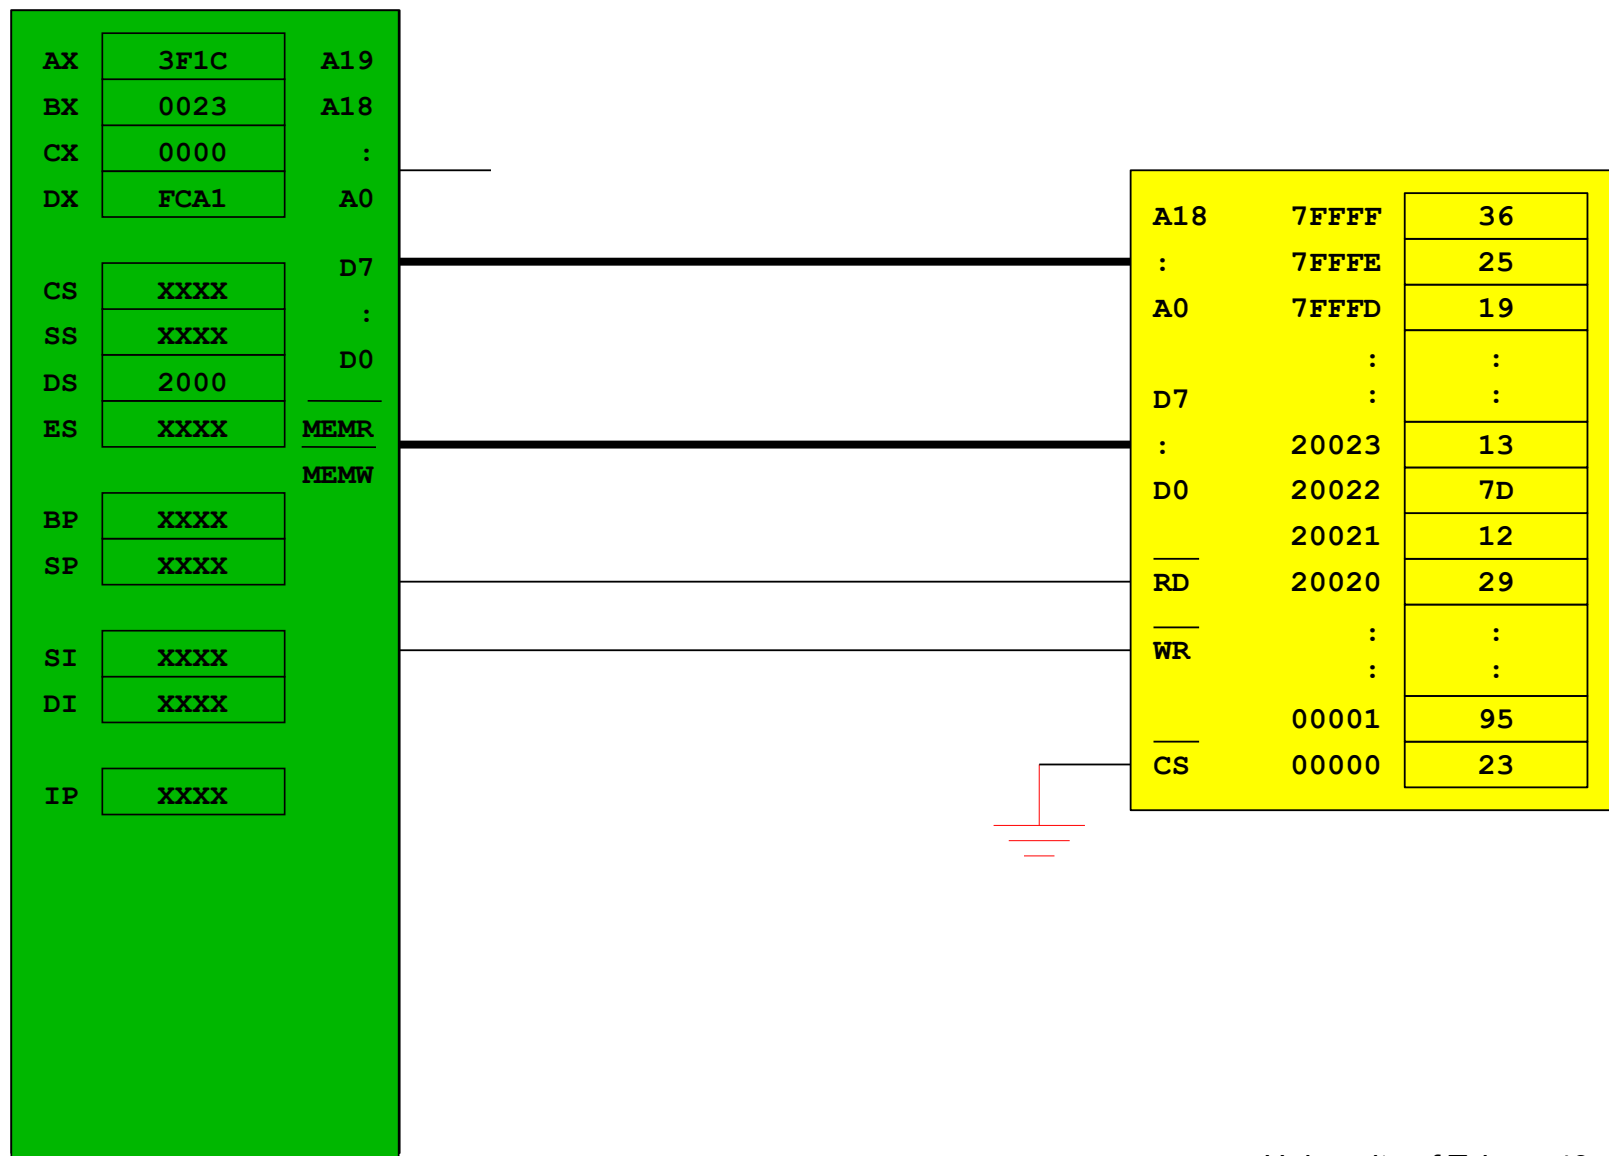 AX 3F1C A19
BX 0023 A18
CX 0000 :
DX FCA1 A0
D7
CS XXXX
:
SS XXXX
D0
DS 2000
ES XXXX MEMR
MEMW
BP XXXX
SP XXXX
SI XXXX
DI XXXX
IP XXXX
A18 7FFFF 36
: 7FFFE 25
A0 7FFFD 19
: :
D7 : :
: 20023 13
D0 20022 7D
20021 12
RD 20020 29
: :
WR
: :
00001 95
CS 00000 23